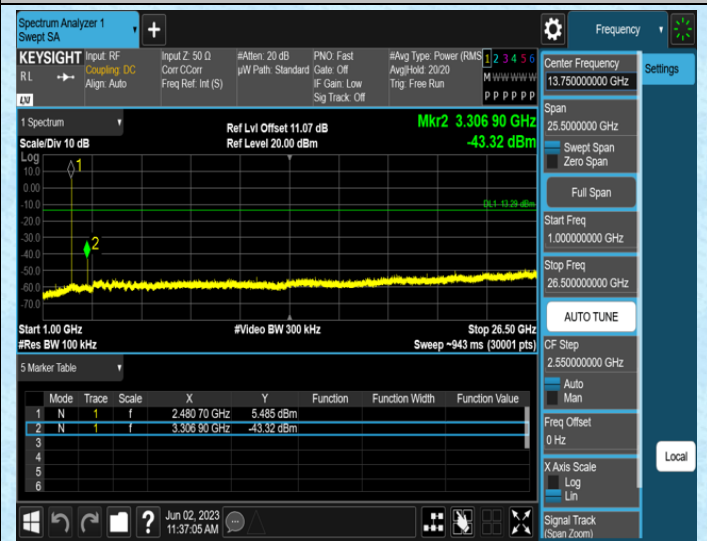 Spectrum Analyzer 1
Swept SA
+
Frequency
KEYSIGHT
RL
LXI
Input: RF
Coupling: DC
Align: Auto
Input Z: 50 Ω
Corr CCorr
Freq Ref: Int (S)
#Atten: 20 dB
µW Path: Standard
PNO: Fast
Gate: Off
IF Gain: Low
Sig Track: Off
#Avg Type: Power (RMS
Avg|Hold: 20/20
Trig: Free Run
1 2 3 4 5 6
M W W W W W
P P P P P P
1 Spectrum
Scale/Div 10 dB
Ref Lvl Offset 11.07 dB
Ref Level 20.00 dBm
Mkr2 3.306 90 GHz
-43.32 dBm
Log
10.0
0.00
-10.0
-20.0
-30.0
-40.0
-50.0
-60.0
-70.0
1
2
DL1 -13.29 dBm
Start 1.00 GHz
#Video BW 300 kHz
Stop 26.50 GHz
#Res BW 100 kHz
Sweep ~943 ms (30001 pts)
5 Marker Table
Mode Trace Scale X Y Function Function Width Function Value
1 N 1 f 2.480 70 GHz 5.485 dBm
2 N 1 f 3.306 90 GHz -43.32 dBm
3
4
5
6
?
Jun 02, 2023
11:37:05 AM
Center Frequency
13.750000000 GHz
Span
25.5000000 GHz
Swept Span
Zero Span
Full Span
Start Freq
1.000000000 GHz
Stop Freq
26.500000000 GHz
AUTO TUNE
CF Step
2.550000000 GHz
Auto
Man
Freq Offset
0 Hz
X Axis Scale
Log
Lin
Signal Track
(Span Zoom)
Settings
Local